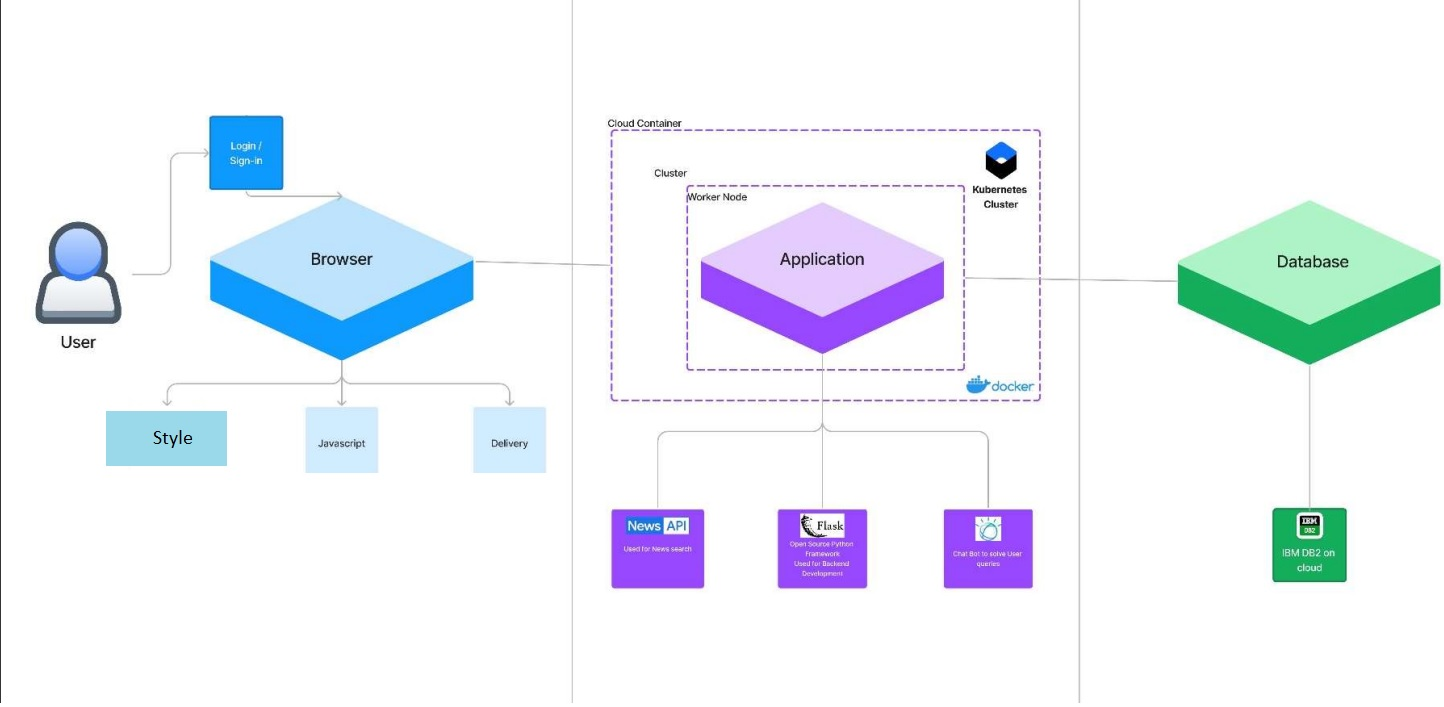 Login /
Sign-in
Browser
User
Style
Javascript
Delivery
Cloud Container
Cluster
Worker Node
Kubernetes
Cluster
Application
docker
News API
Used for News search
Flask
Open Source Python
Framework
Used for Backend
Development
Chat Bot to solve User
queries
Database
IBM
DB2
IBM DB2 on
cloud